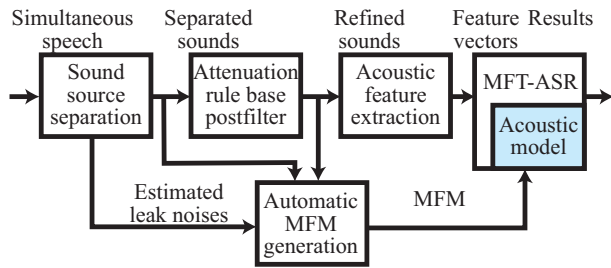 Simultaneous speech
Separated sounds
Refined sounds
Feature vectors
Results
Sound source separation
Attenuation rule base postfilter
Acoustic feature extraction
MFT-ASR
Acoustic model
Estimated leak noises
Automatic MFM generation
MFM